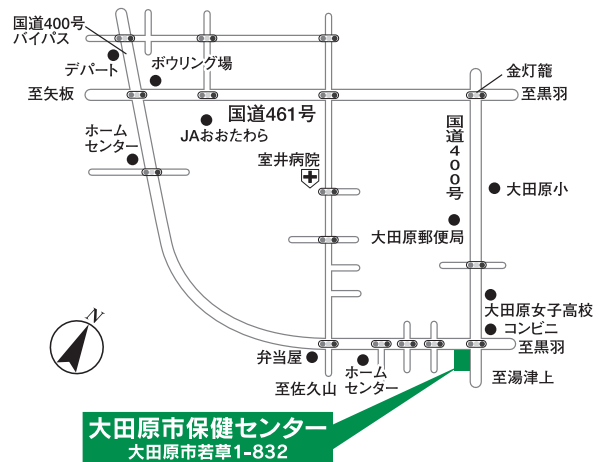 国道400号
バイパス
デパート
ボウリング場
金灯籠
至矢板
至黒羽
国道461号
JAおおたわら
国道400号
ホーム
センター
室井病院
大田原小
大田原郵便局
大田原女子高校
コンビニ
N
弁当屋
至黒羽
ホーム
センター
至佐久山
至湯津上
大田原市保健センター
大田原市若草1-832